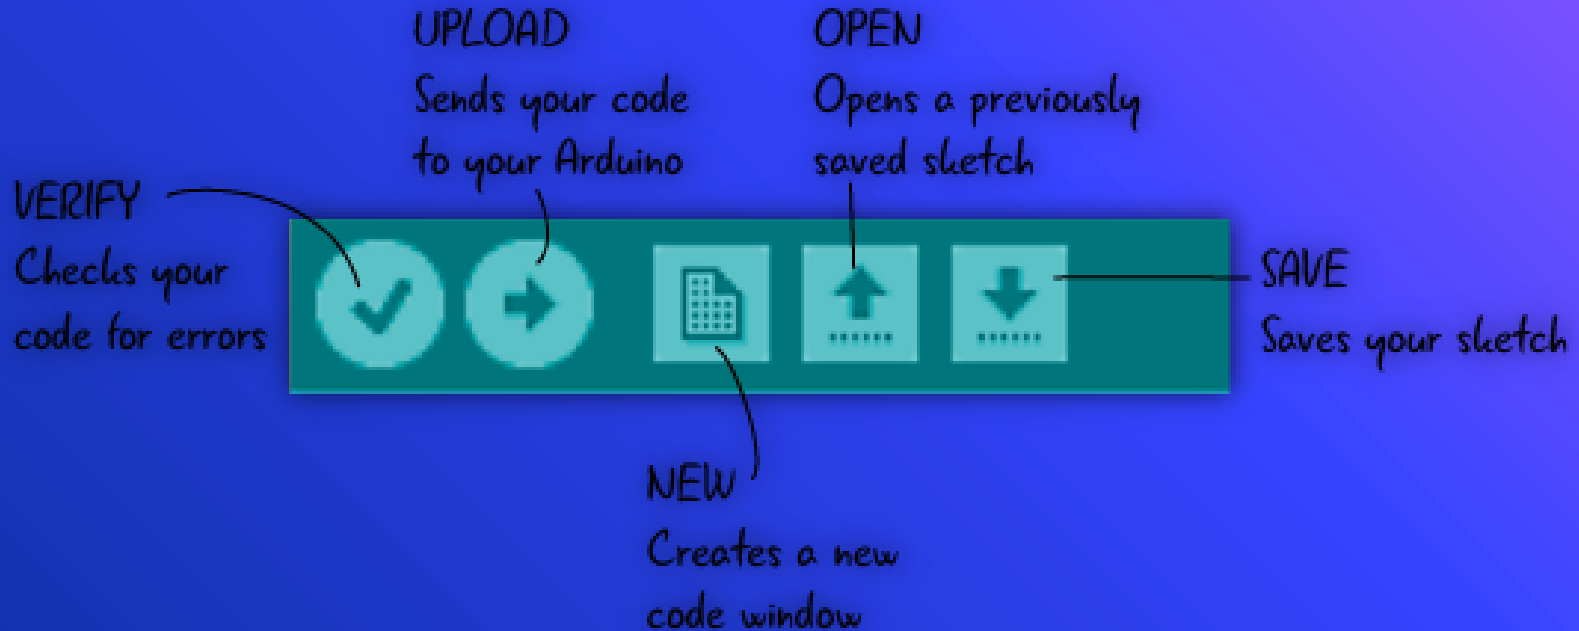 UPLOAD
Sends your code
to your Arduino
OPEN
Opens a previously
saved sketch
VERIFY
Checks your
code for errors
SAVE
Saves your sketch
NEW
Creates a new
code window